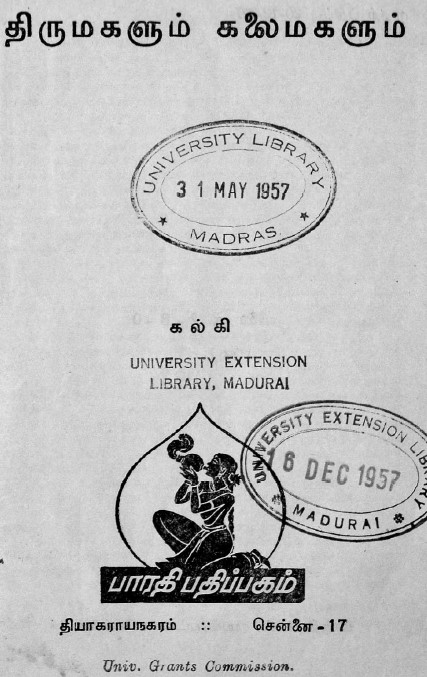 திருமகளும் கலைமகளும்
UNIVERSITY LIBRARY
31 MAY 1957
★ MADRAS. ★
கல்கி
UNIVERSITY EXTENSION
LIBRARY, MADURAI
UNIVERSITY EXTENSION LIBRARY
16 DEC 1957
MADURAI
பாரதி பதிப்பகம்
தியாகராயநகரம் :: சென்னை - 17
Univ. Grants Commission.